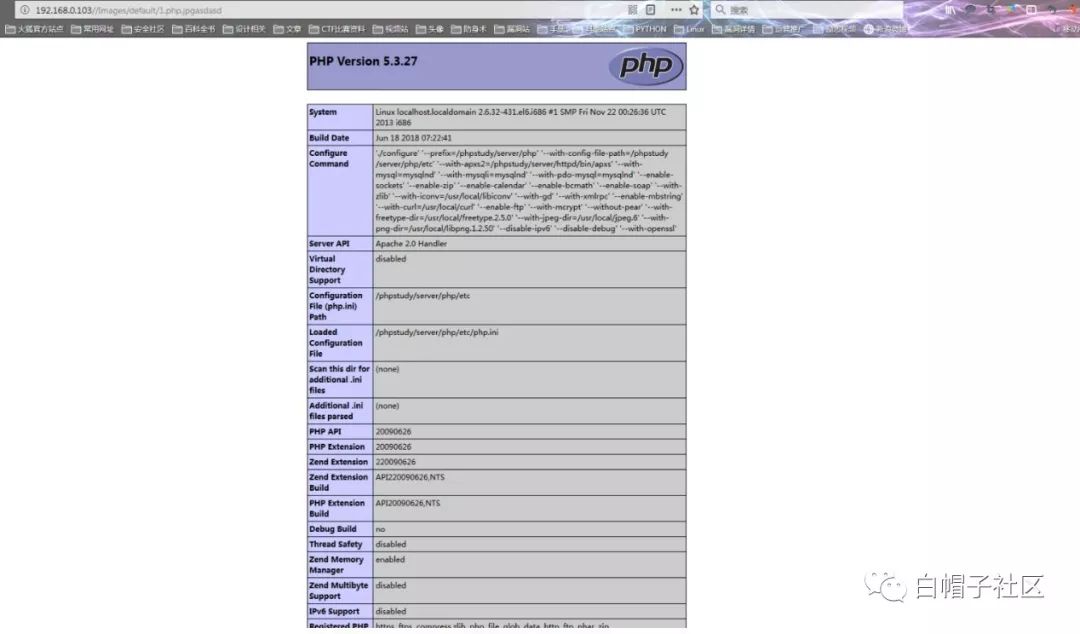 192.168.0.103//Images/default/1.php.jpgasdasd
搜索
火狐官方站点 常用网址 安全社区 百科全书 设计相关 文章 CTF比赛资料 视频站 头像 防身术 漏洞站 PYTHON Linux 漏洞详情
PHP Version 5.3.27
php
System
Linux localhost.localdomain 2.6.32-431.el6.i686 #1 SMP Fri Nov 22 00:26:36 UTC
2013 i686
Build Date
Jun 18 2018 07:22:41
Configure
Command
'./configure' '--prefix=/phpstudy/server/php' '--with-config-file-path=/phpstudy
/server/php/etc' '--with-apxs2=/phpstudy/server/httpd/bin/apxs' '--with-
mysql=mysqlnd' '--with-mysqli=mysqlnd' '--with-pdo-mysql=mysqlnd' '--enable-
sockets' '--enable-zip' '--enable-calendar' '--enable-bcmath' '--enable-soap' '--with-
zlib' '--with-iconv=/usr/local/libiconv' '--with-gd' '--with-xmlrpc' '--enable-mbstring'
'--with-curl=/usr/local/curl' '--enable-ftp' '--with-mcrypt' '--without-pear' '--with-
freetype-dir=/usr/local/freetype.2.5.0' '--with-jpeg-dir=/usr/local/jpeg.6' '--with-
png-dir=/usr/local/libpng.1.2.50' '--disable-ipv6' '--disable-debug' '--with-openssl'
Server API
Apache 2.0 Handler
Virtual
Directory
Support
disabled
Configuration
File (php.ini)
Path
/phpstudy/server/php/etc
Loaded
Configuration
File
/phpstudy/server/php/etc/php.ini
Scan this dir for
additional .ini
files
(none)
Additional .ini
files parsed
(none)
PHP API
20090626
PHP Extension
20090626
Zend Extension
220090626
Zend Extension
Build
API220090626,NTS
PHP Extension
Build
API20090626,NTS
Debug Build
no
Thread Safety
disabled
Zend Memory
Manager
enabled
Zend Multibyte
Support
disabled
IPv6 Support
disabled
Registered PHP
https, ftps, compress.zlib, php, file, glob, data, http, ftp, phar, zip
白帽子社区